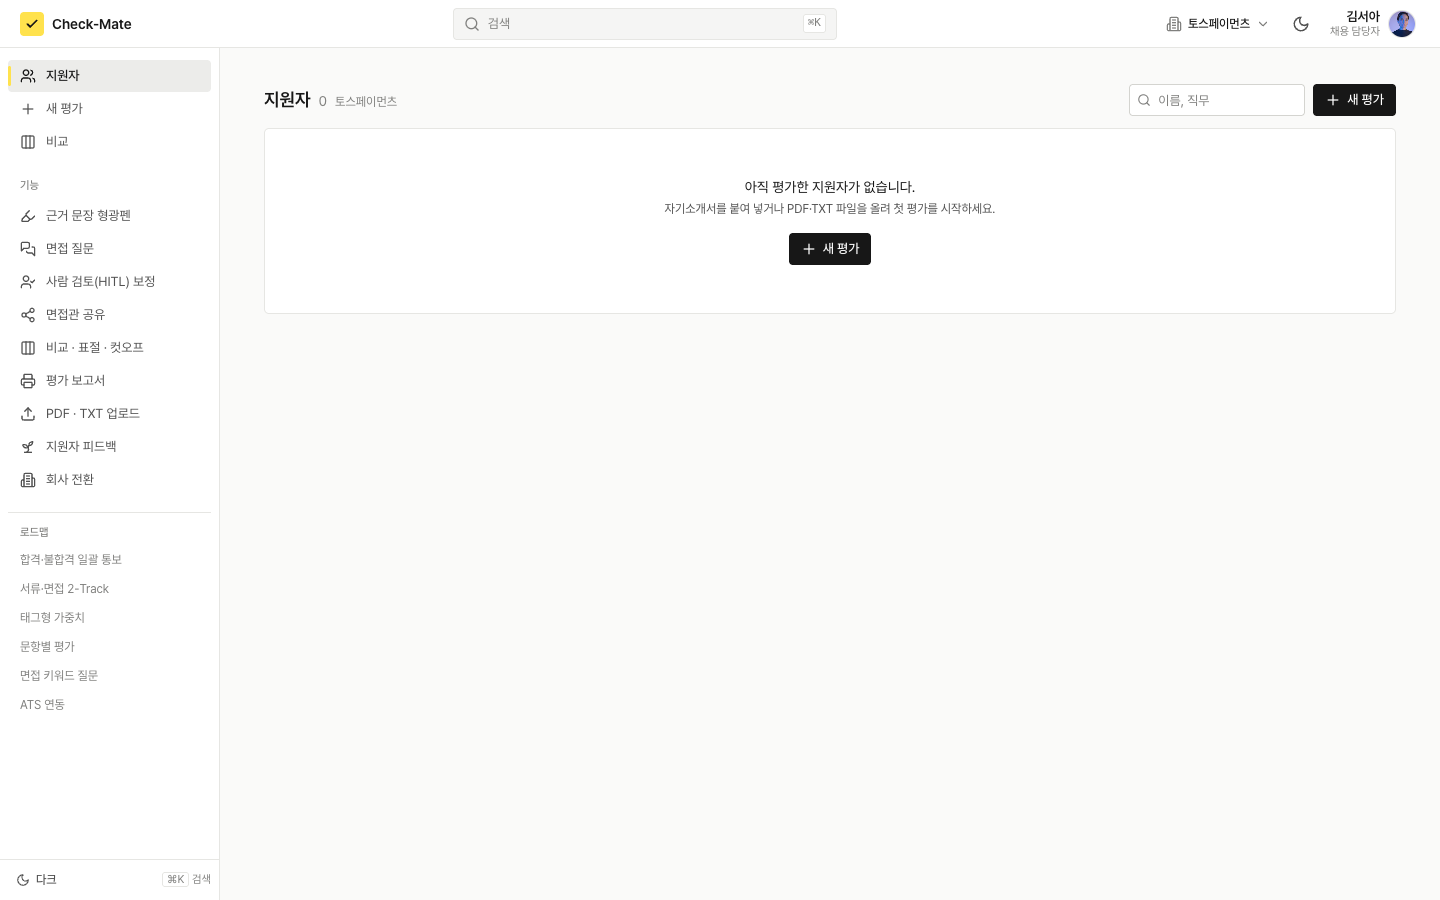 Check-Mate
검색
⌘K
토스페이먼츠
김서아
채용 담당자
지원자
새 평가
비교
기능
근거 문장 형광펜
면접 질문
사람 검토(HITL) 보정
면접관 공유
비교 · 표절 · 컷오프
평가 보고서
PDF · TXT 업로드
지원자 피드백
회사 전환
로드맵
합격·불합격 일괄 통보
서류·면접 2-Track
태그형 가중치
문항별 평가
면접 키워드 질문
ATS 연동
다크
⌘K 검색
지원자 0 토스페이먼츠
이름, 직무
새 평가
아직 평가한 지원자가 없습니다.
자기소개서를 붙여 넣거나 PDF·TXT 파일을 올려 첫 평가를 시작하세요.
새 평가